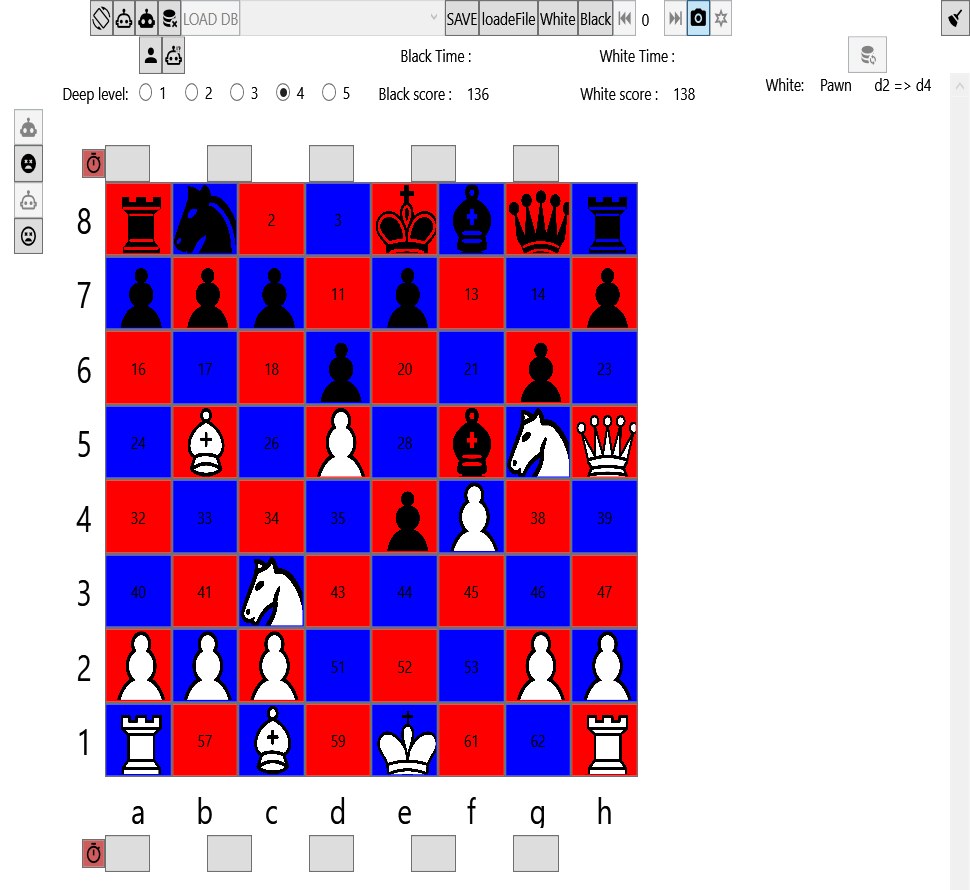 LOAD DB SAVE loadeFile White Black 0
Black Time : White Time :
Deep level: 1 2 3 4 5 Black score : 136 White score : 138 White: Pawn d2 => d4
8 2 3
7 11 13 14
6 16 17 18 20 21 23
5 24 26 28
4 32 33 34 35 38 39
3 40 41 43 44 45 46 47
2 51 52 53
1 57 59 61 62
a b c d e f g h